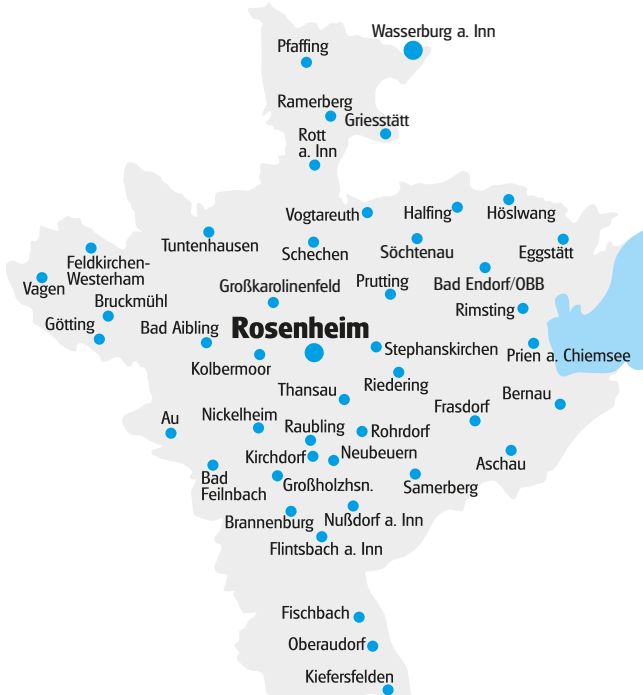 Wasserburg a. Inn
Pfaffing
Ramerberg
Griesstätt
Rott
a. Inn
Vogtareuth
Halfing
Höslwang
Tuntenhausen
Schechen
Söchtenau
Eggstätt
Feldkirchen-
Westerham
Vagen
Großkarolinenfeld
Prutting
Bad Endorf/OBB
Bruckmühl
Rimsting
Götting
Bad Aibling
Rosenheim
Stephanskirchen
Prien a. Chiemsee
Kolbermoor
Riedering
Thansau
Bernau
Frasdorf
Au
Nickelheim
Raubling
Rohrdorf
Kirchdorf
Neubeuern
Aschau
Bad
Feilnbach
Großholzhsn.
Samerberg
Brannenburg
Nußdorf a. Inn
Flintsbach a. Inn
Fischbach
Oberaudorf
Kiefersfelden